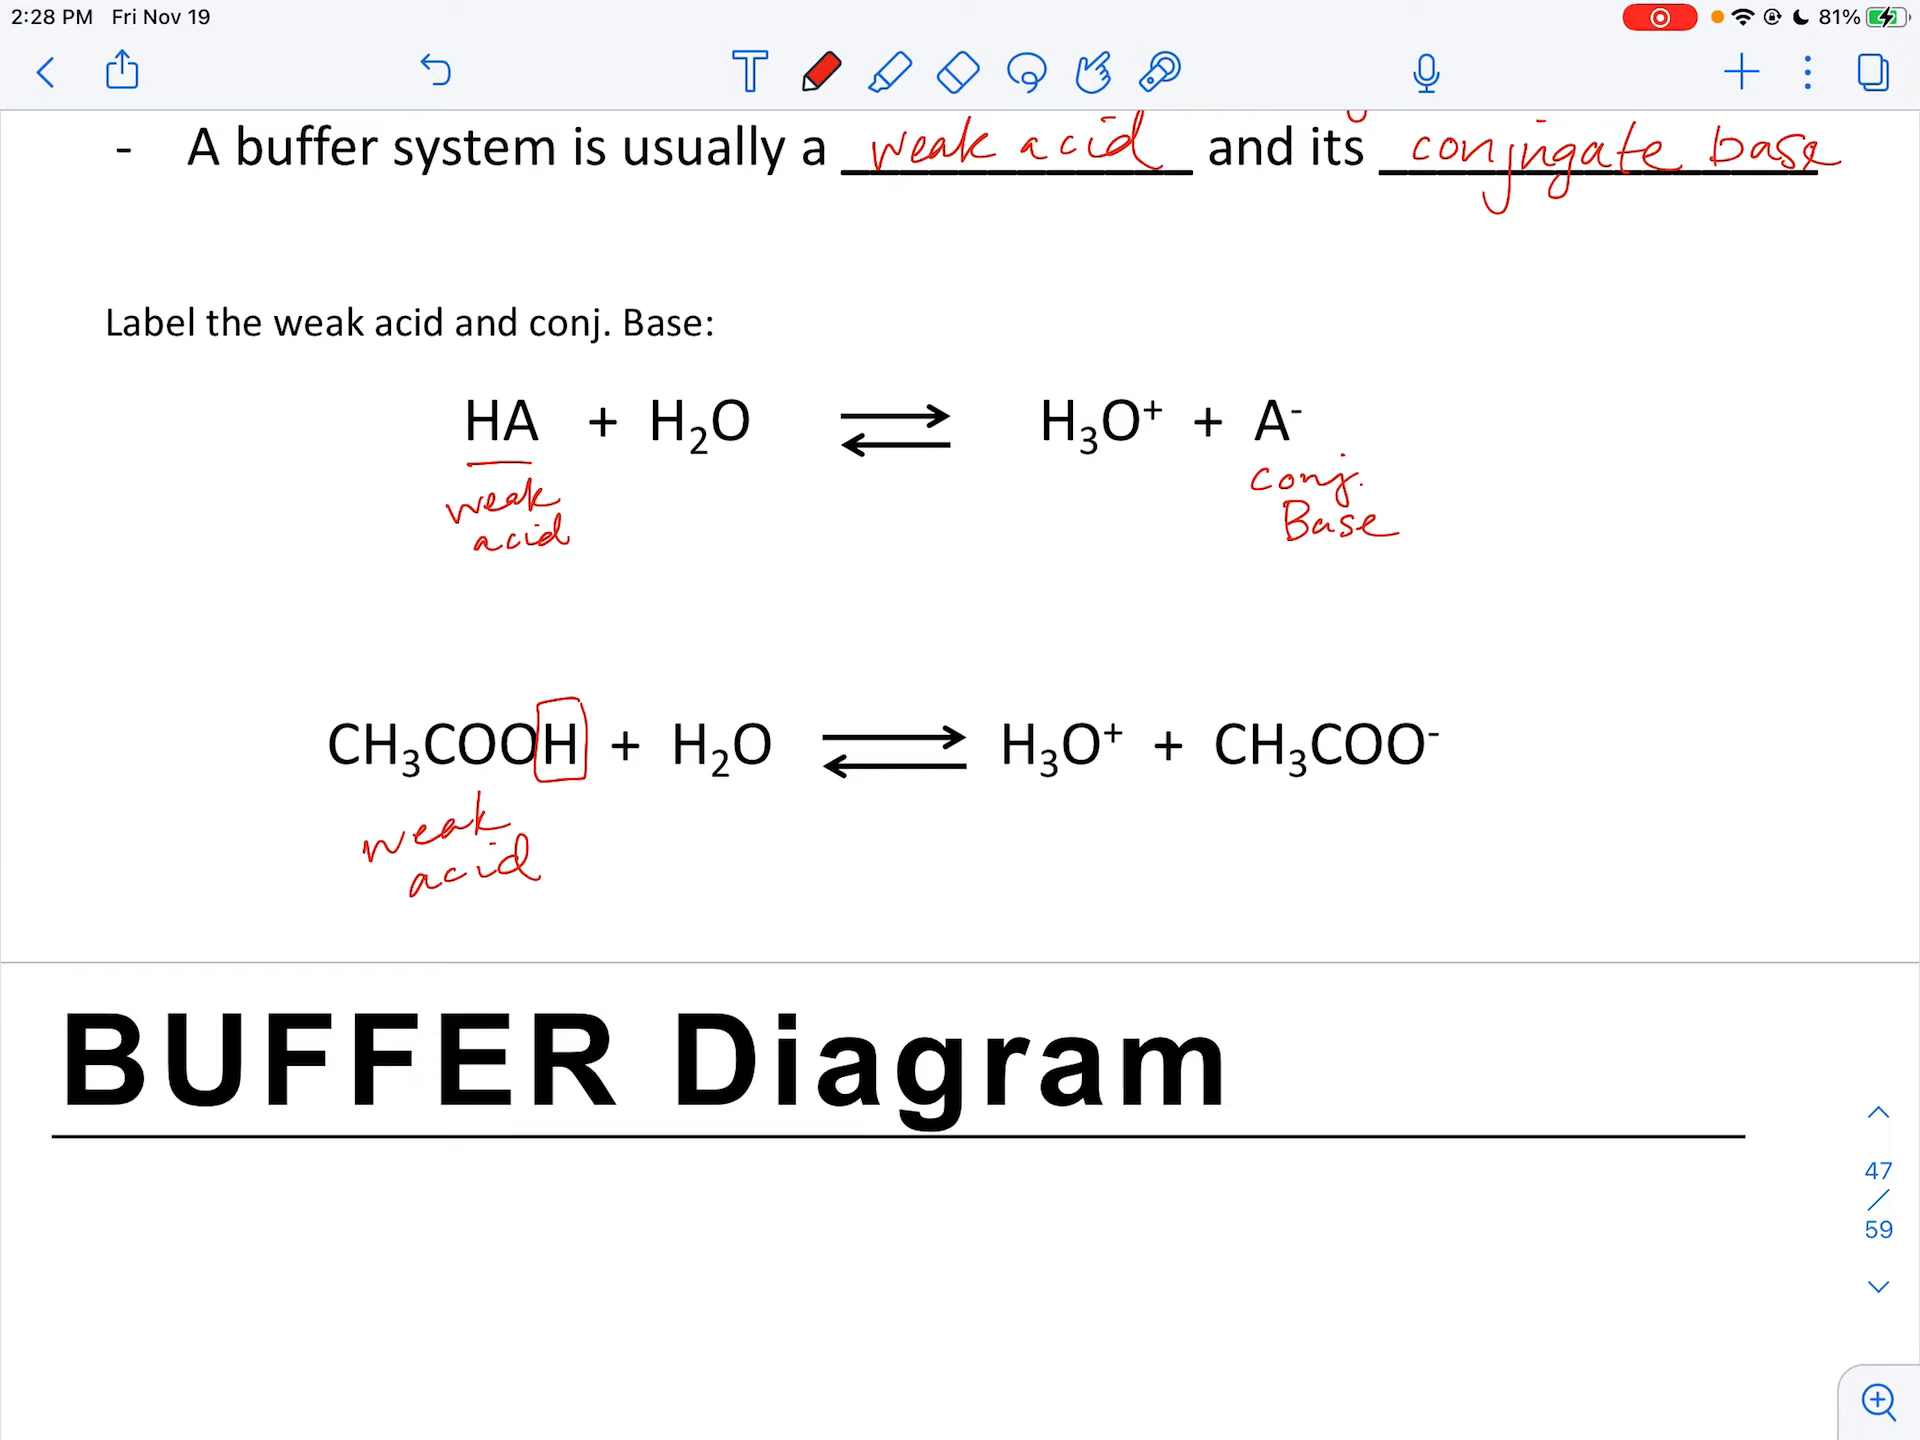 2:28 PM Fri Nov 19
81%
- A buffer system is usually a weak acid and its conjugate base
Label the weak acid and conj. Base:
HA + H₂O ⇌ H₃O⁺ + A⁻
weak acid
conj. Base
CH₃COOH + H₂O ⇌ H₃O⁺ + CH₃COO⁻
weak acid
BUFFER Diagram
47
/
59